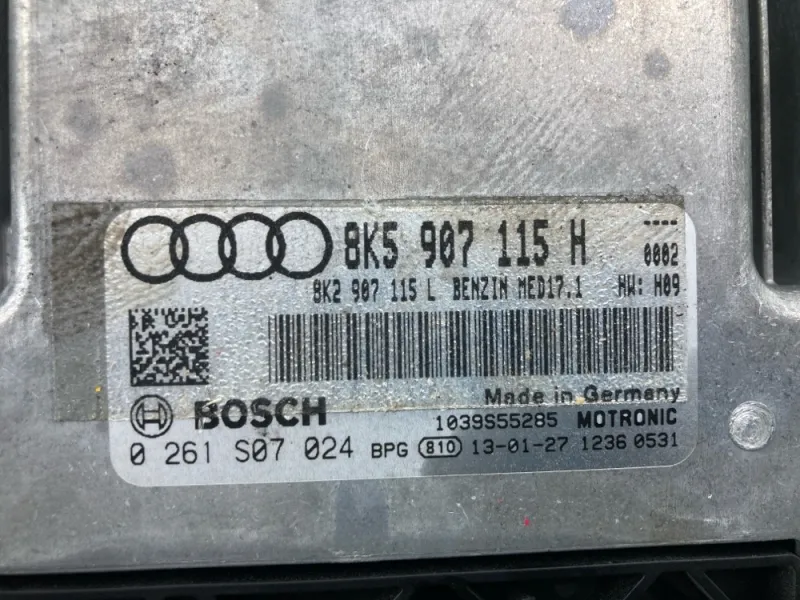 8K5 907 115 H ----
0002
8K2 907 115 L BENZIN MED17.1 HW: H09
Made in Germany
BOSCH 1039S55285 MOTRONIC
0 261 S07 024 BPG 810 13-01-27 1236 0531